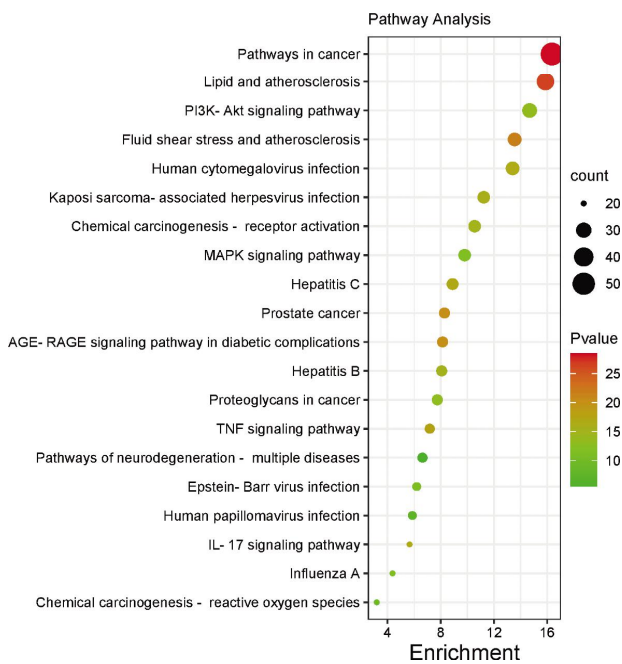 Pathway Analysis
Pathways in cancer
Lipid and atherosclerosis
PI3K- Akt signaling pathway
Fluid shear stress and atherosclerosis
Human cytomegalovirus infection
Kaposi sarcoma- associated herpesvirus infection
Chemical carcinogenesis - receptor activation
MAPK signaling pathway
Hepatitis C
Prostate cancer
AGE- RAGE signaling pathway in diabetic complications
Hepatitis B
Proteoglycans in cancer
TNF signaling pathway
Pathways of neurodegeneration - multiple diseases
Epstein- Barr virus infection
Human papillomavirus infection
IL- 17 signaling pathway
Influenza A
Chemical carcinogenesis - reactive oxygen species
4 8 12 16
Enrichment
count
20
30
40
50
Pvalue
25
20
15
10